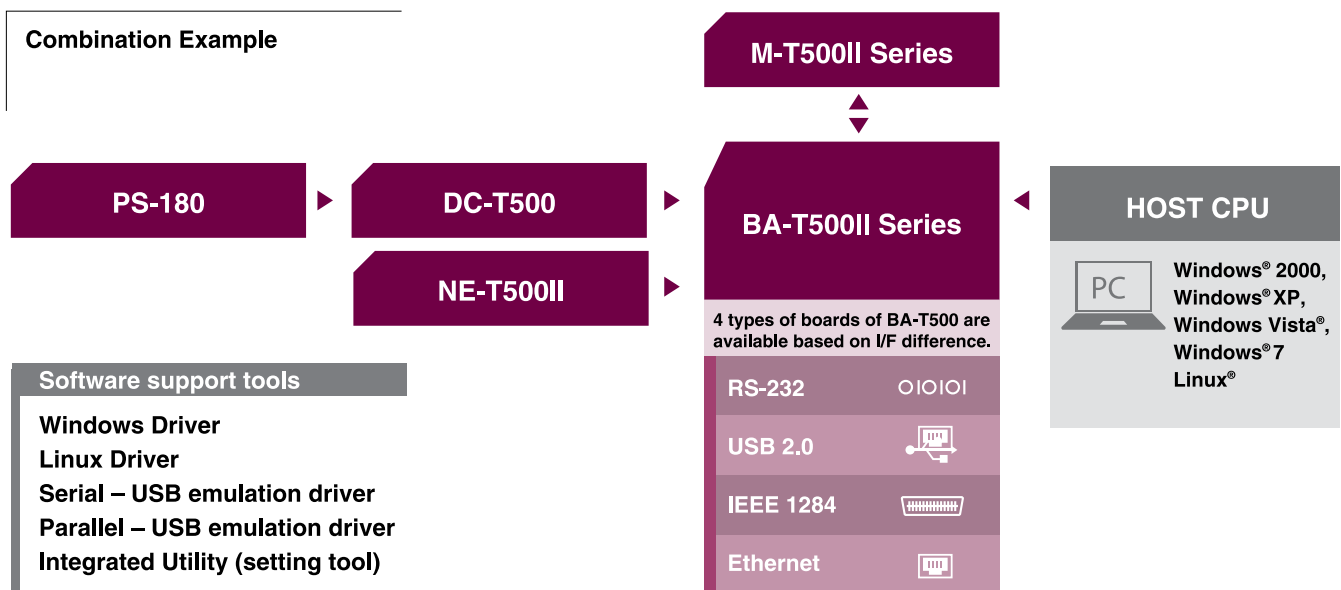 Combination Example
M-T500II Series
PS-180
DC-T500
NE-T500II
BA-T500II Series
4 types of boards of BA-T500 are
available based on I/F difference.
RS-232
OIOIOI
USB 2.0
IEEE 1284
Ethernet
HOST CPU
PC
Windows® 2000,
Windows® XP,
Windows Vista®,
Windows® 7
Linux®
Software support tools
Windows Driver
Linux Driver
Serial – USB emulation driver
Parallel – USB emulation driver
Integrated Utility (setting tool)